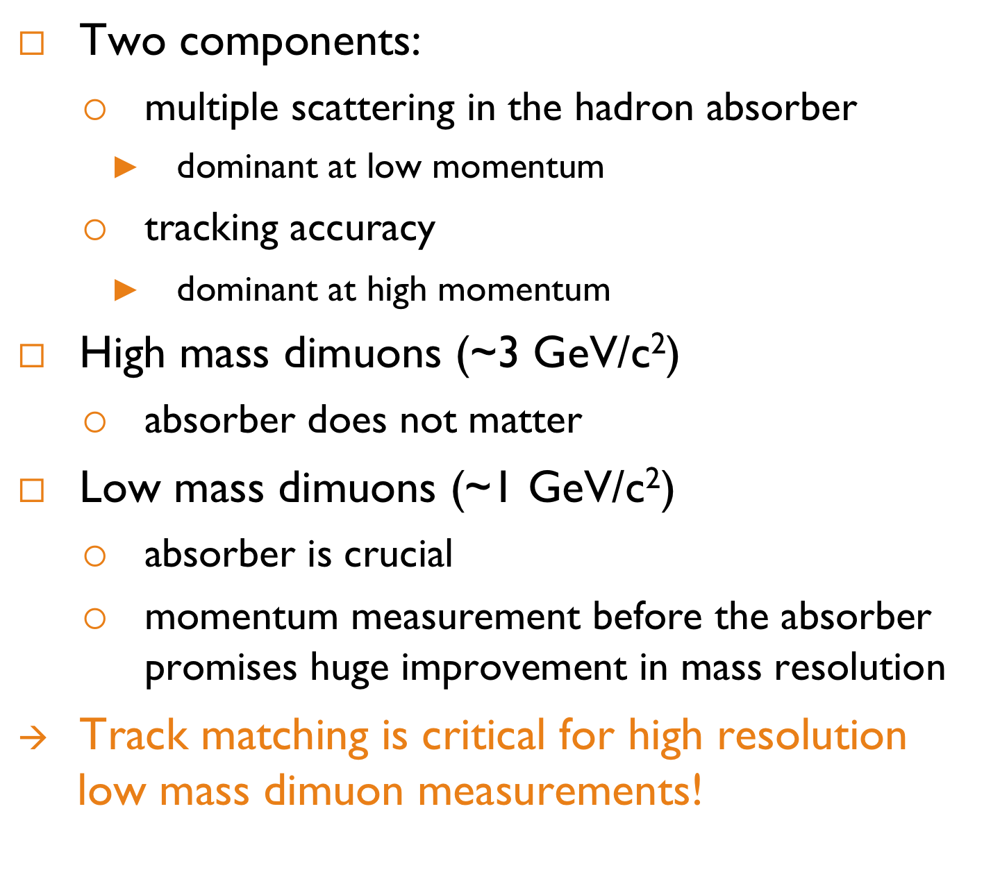 Two components:
multiple scattering in the hadron absorber
dominant at low momentum
tracking accuracy
dominant at high momentum
High mass dimuons (~3 GeV/c²)
absorber does not matter
Low mass dimuons (~1 GeV/c²)
absorber is crucial
momentum measurement before the absorber
promises huge improvement in mass resolution
→ Track matching is critical for high resolution
low mass dimuon measurements!